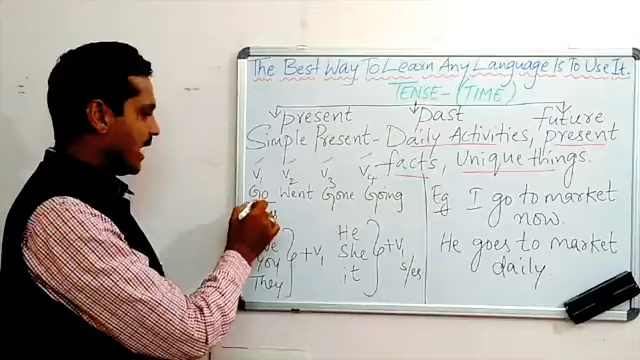 The Best Way To Learn Any Language Is To Use It.
TENSE- (TIME)
present Past future
Simple Present- Daily Activities, present
facts, Unique things.
V1 V2 V3 V4
Go Went Gone Going
Eg. I go to market
now.
He goes to market
daily.
You They } +V1
He She it } +V1 s/es